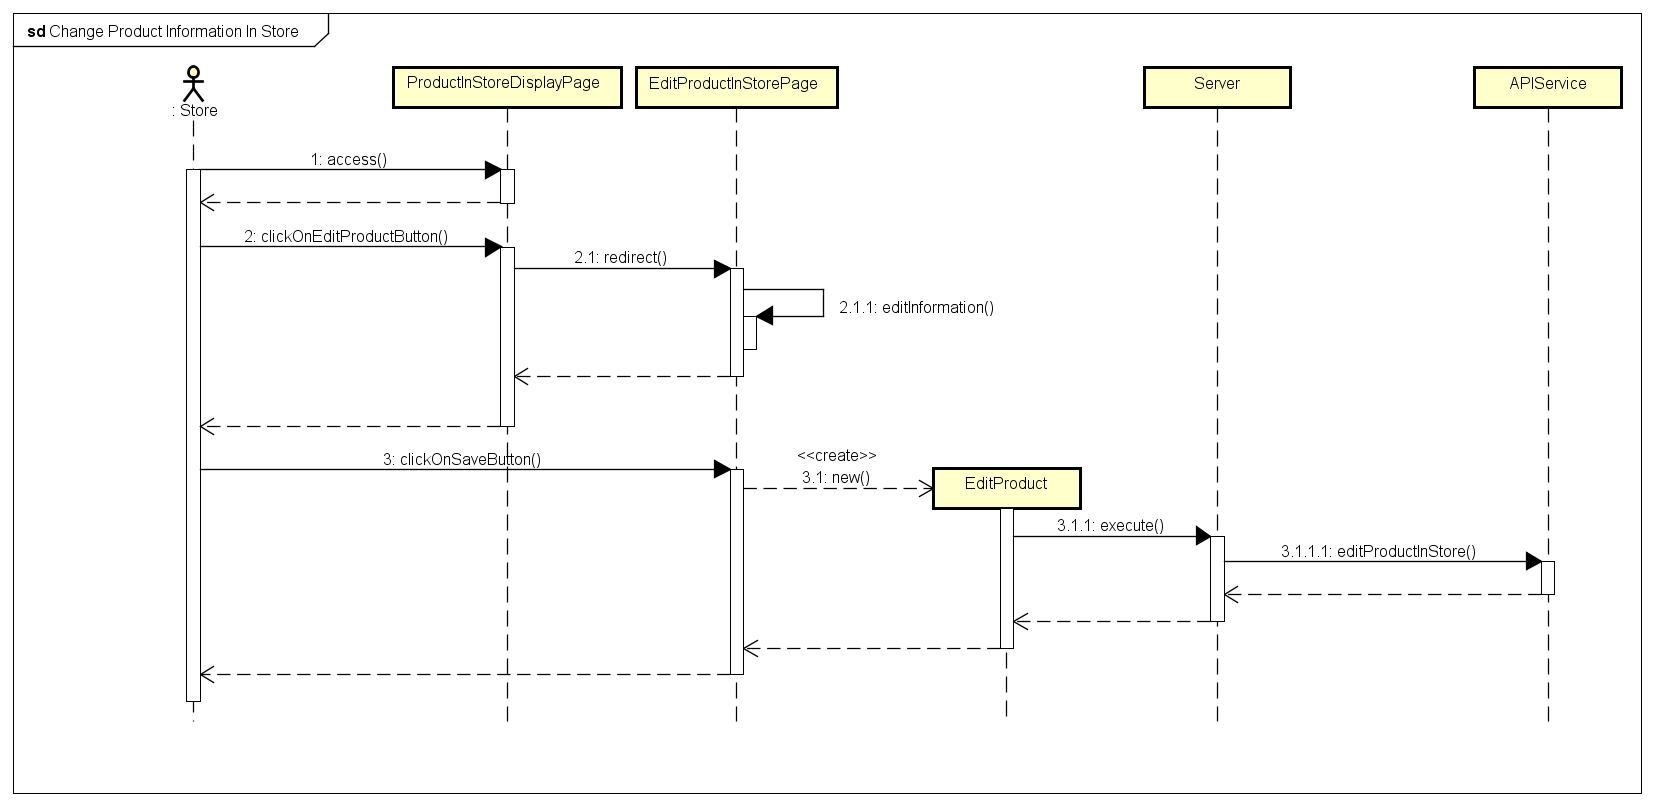 sd Change Product Information In Store
: Store
ProductInStoreDisplayPage
EditProductInStorePage
Server
APIService
1: access()
2: clickOnEditProductButton()
2.1: redirect()
2.1.1: editInformation()
3: clickOnSaveButton()
<<create>>
3.1: new()
EditProduct
3.1.1: execute()
3.1.1.1: editProductInStore()